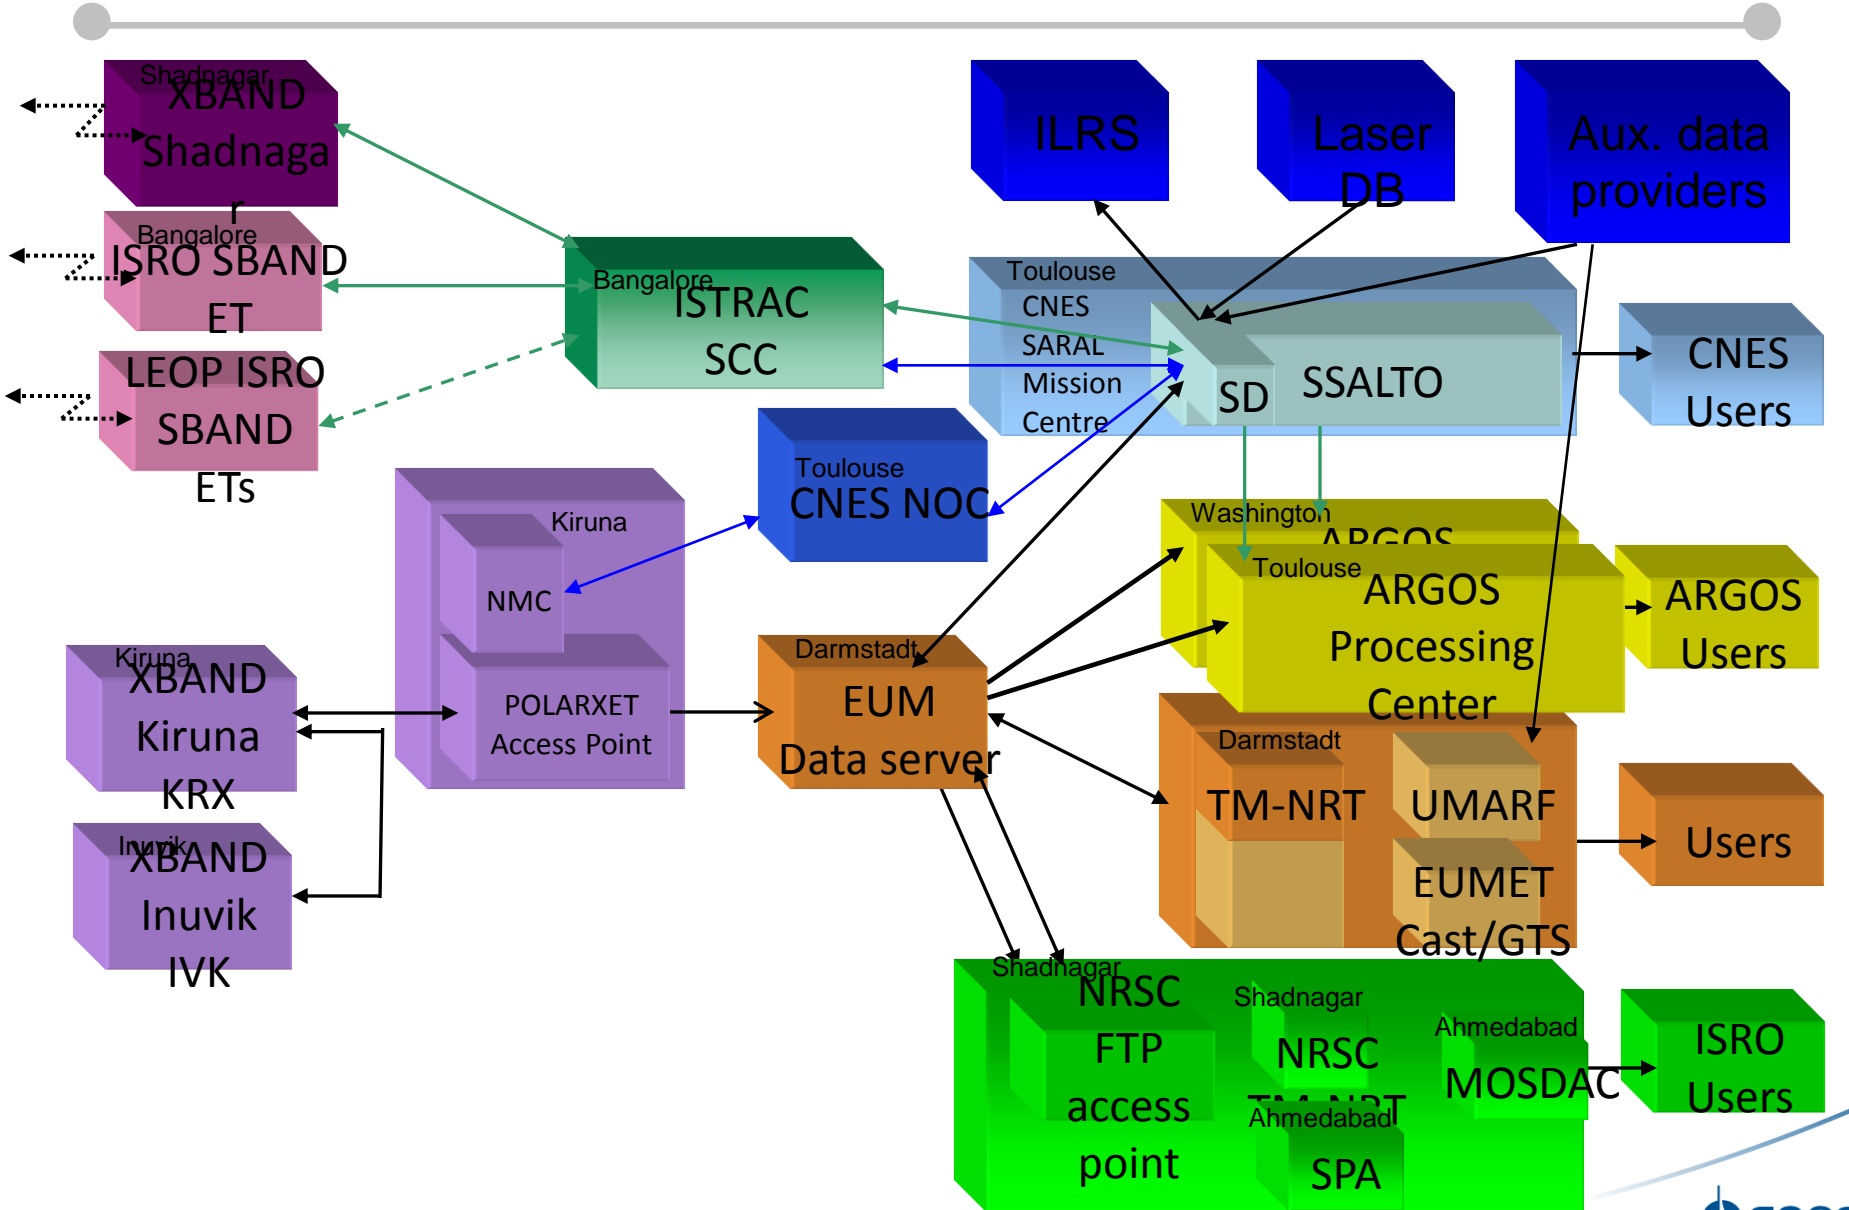 Shadnagar
XBAND
Shadnaga
r
Bangalore
ISRO SBAND
ET
LEOP ISRO
SBAND
ETs
Bangalore
ISTRAC
SCC
ILRS
Laser
DB
Aux. data
providers
Toulouse
CNES
SARAL
Mission
Centre
SD
SSALTO
CNES
Users
Toulouse
CNES NOC
Kiruna
NMC
POLARXET
Access Point
Kiruna
XBAND
Kiruna
KRX
Inuvik
XBAND
Inuvik
IVK
Darmstadt
EUM
Data server
Washington
ARGOS
Toulouse
ARGOS
Processing
Center
ARGOS
Users
Darmstadt
TM-NRT
UMARF
EUMET
Cast/GTS
Users
Shadnagar
NRSC
FTP
access
point
Shadnagar
NRSC
TM-NRT
Ahmedabad
SPA
Ahmedabad
MOSDAC
ISRO
Users